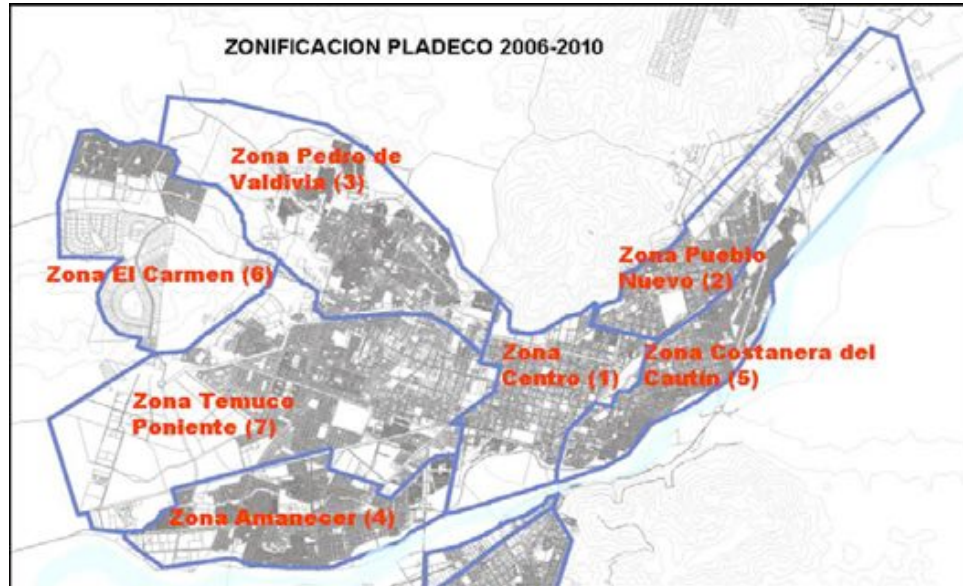 ZONIFICACION PLADECO 2006-2010
Zona Pedro de
Valdivia (3)
Zona El Carmen (6)
Zona Pueblo
Nuevo (2)
Zona
Centro (1)
Zona Costanera del
Cautín (5)
Zona Temuco
Poniente (7)
Zona Amanecer (4)